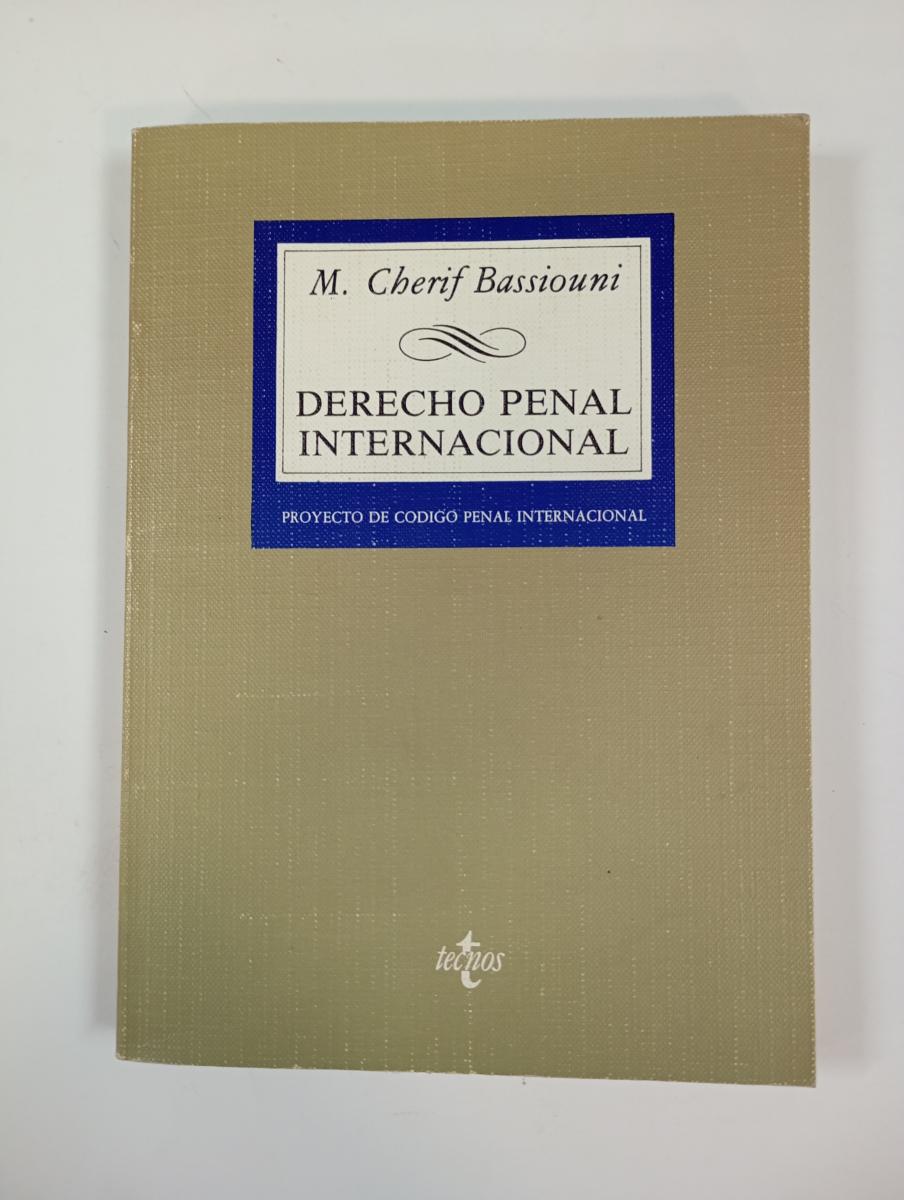 M. Cherif Bassiouni
DERECHO PENAL
INTERNACIONAL
PROYECTO DE CODIGO PENAL INTERNACIONAL
tecnos